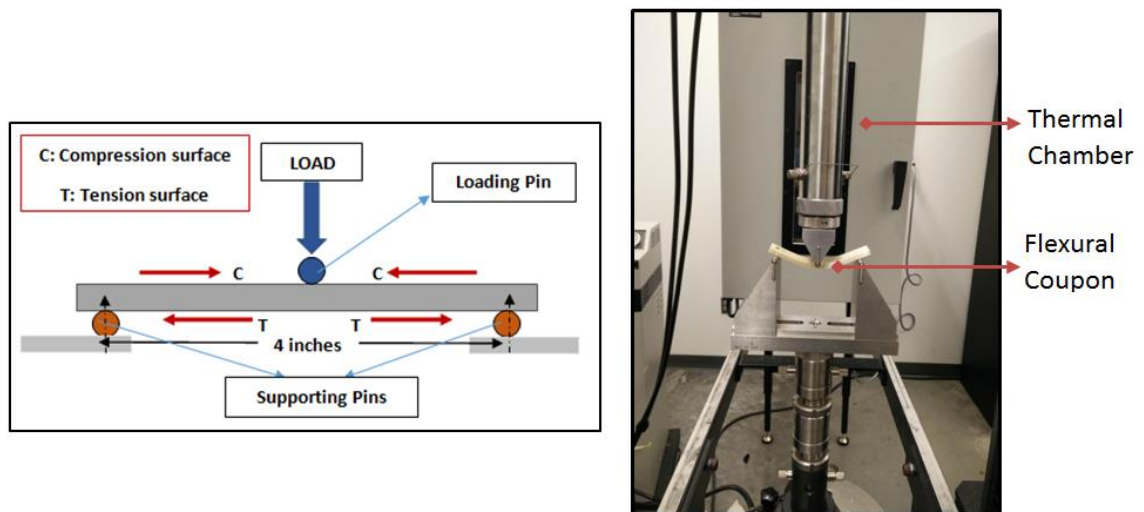 C: Compression surface
T: Tension surface
LOAD
Loading Pin
C
C
T
T
4 inches
Supporting Pins
Thermal
Chamber
Flexural
Coupon